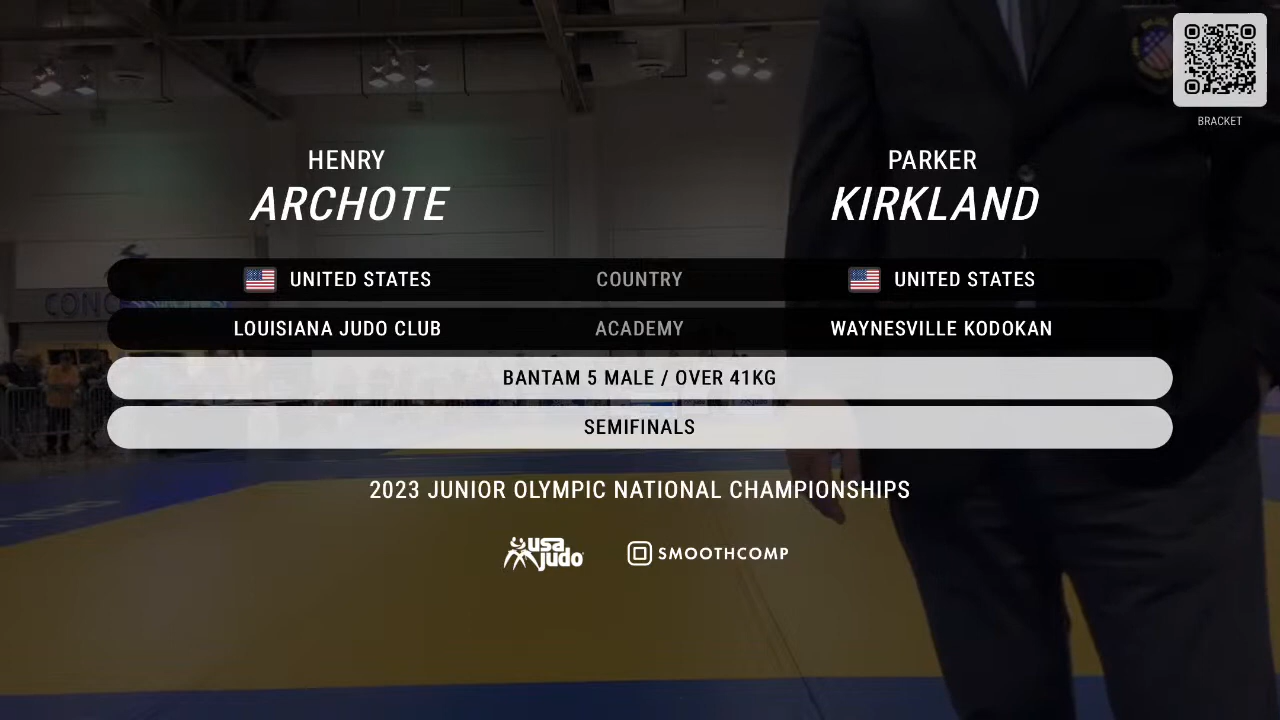 BRACKET
HENRY
ARCHOTE
PARKER
KIRKLAND
UNITED STATES COUNTRY UNITED STATES
LOUISIANA JUDO CLUB ACADEMY WAYNESVILLE KODOKAN
BANTAM 5 MALE / OVER 41KG
SEMIFINALS
2023 JUNIOR OLYMPIC NATIONAL CHAMPIONSHIPS
usa judo SMOOTHCOMP
CONC